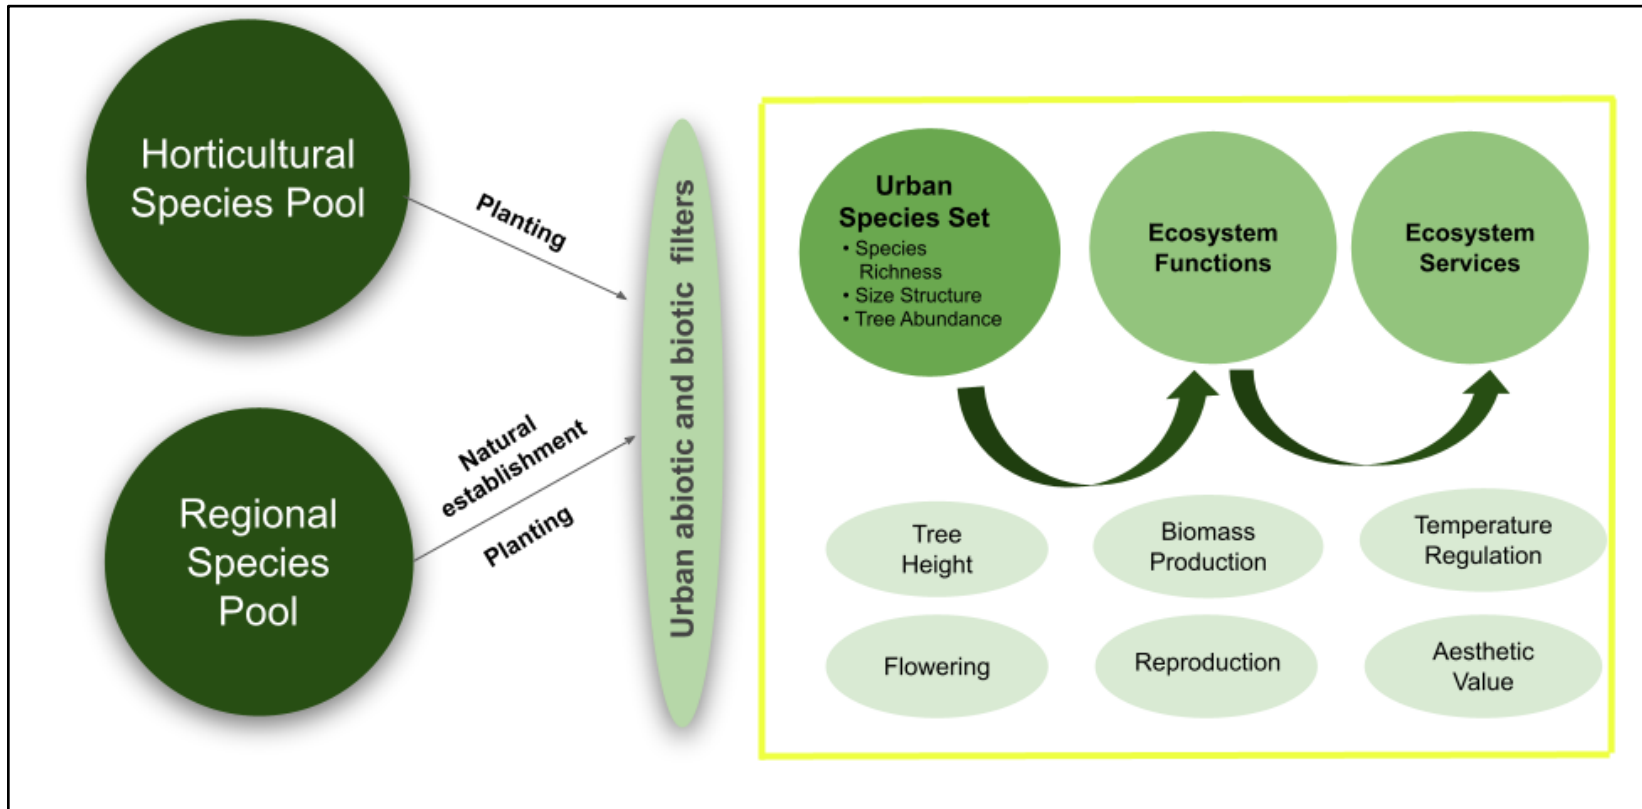 Horticultural
Species Pool
Planting
Regional
Species
Pool
Natural
establishment
Planting
Urban abiotic and biotic filters
Urban
Species Set
• Species
Richness
• Size Structure
• Tree Abundance
Ecosystem
Functions
Ecosystem
Services
Tree
Height
Biomass
Production
Temperature
Regulation
Flowering
Reproduction
Aesthetic
Value